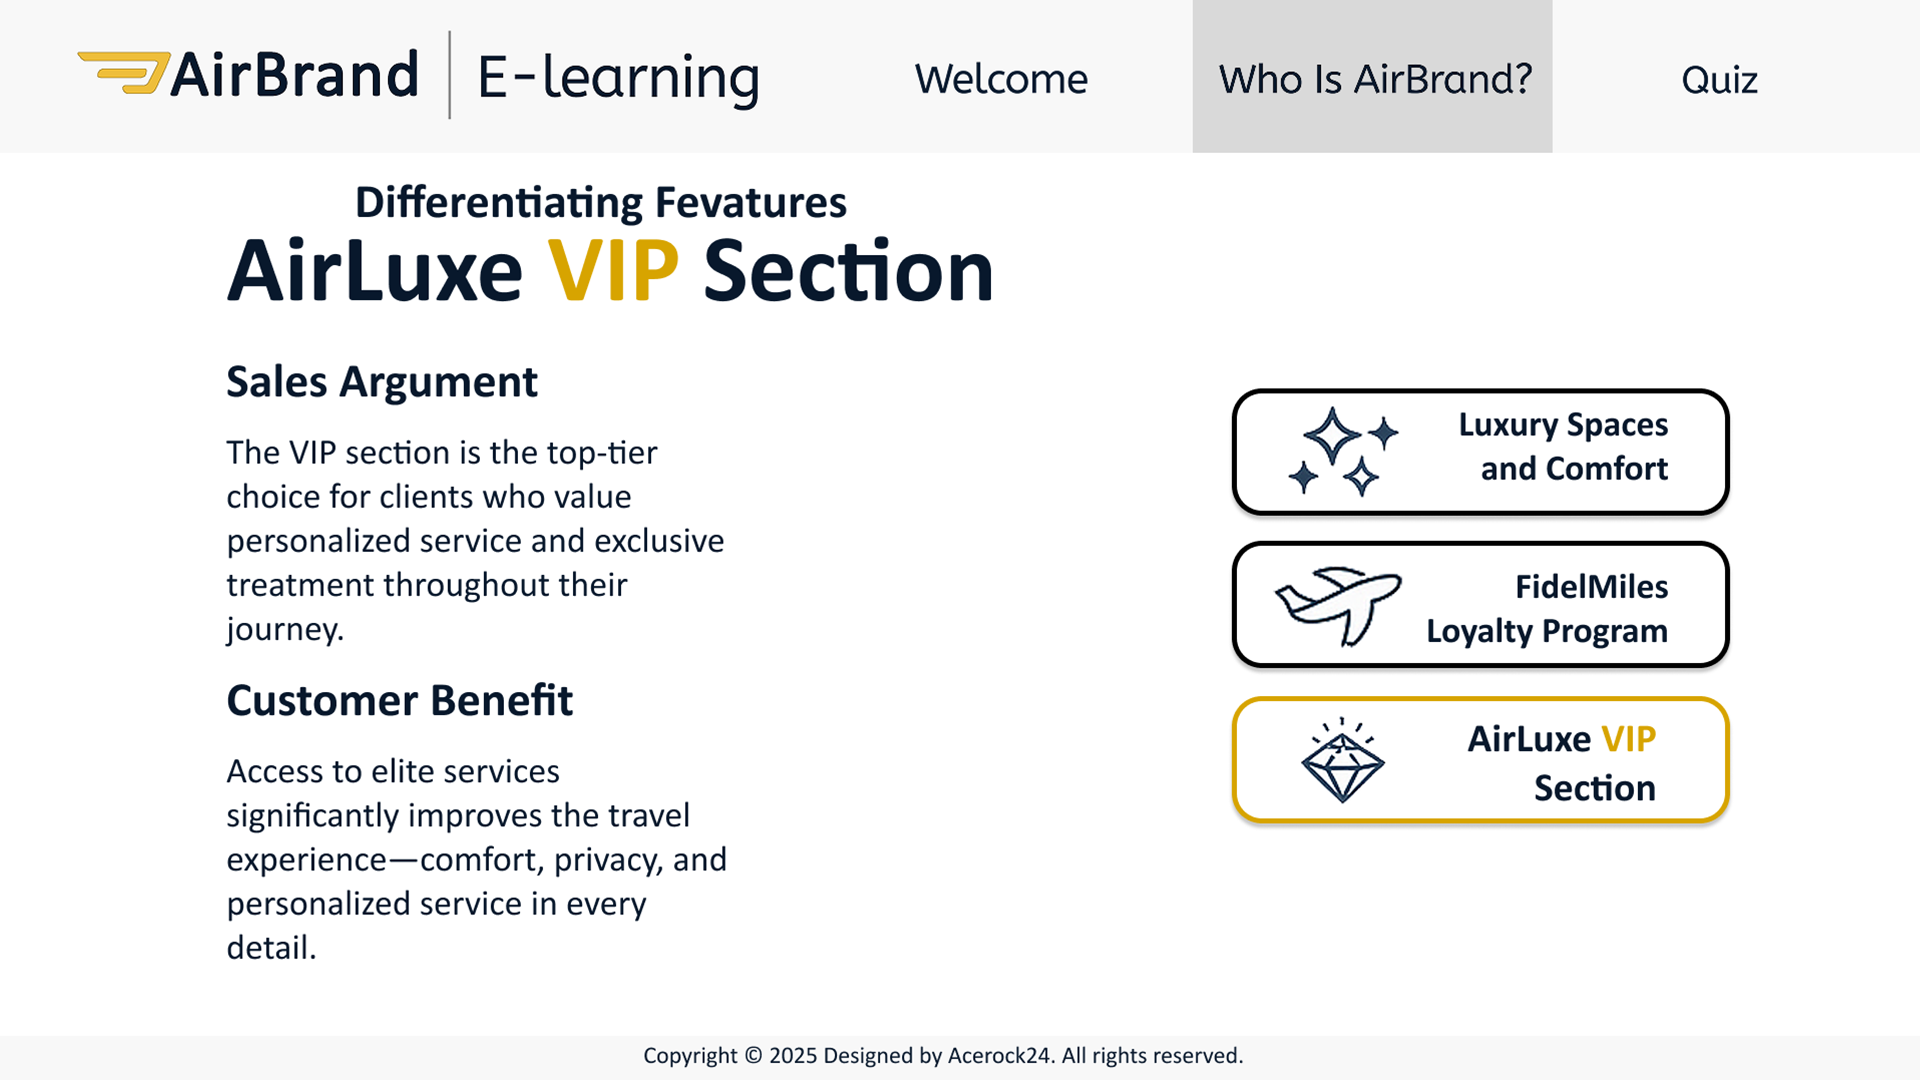 AirBrand
E-learning
Welcome
Who Is AirBrand?
Quiz
Differentiating Fevatures
AirLuxe VIP Section
Sales Argument
The VIP section is the top-tier
choice for clients who value
personalized service and exclusive
treatment throughout their
journey.
Customer Benefit
Access to elite services
significantly improves the travel
experience—comfort, privacy, and
personalized service in every
detail.
Luxury Spaces
and Comfort
FidelMiles
Loyalty Program
AirLuxe VIP
Section
Copyright © 2025 Designed by Acerock24. All rights reserved.